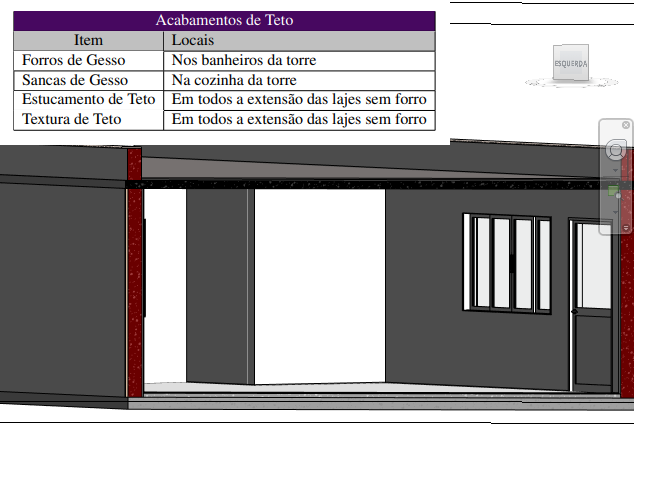 Acabamentos de Teto
Item Locais
Forros de Gesso Nos banheiros da torre
Sancas de Gesso Na cozinha da torre
Estucamento de Teto Em todos a extensão das lajes sem forro
Textura de Teto Em todos a extensão das lajes sem forro
ESQUERDA